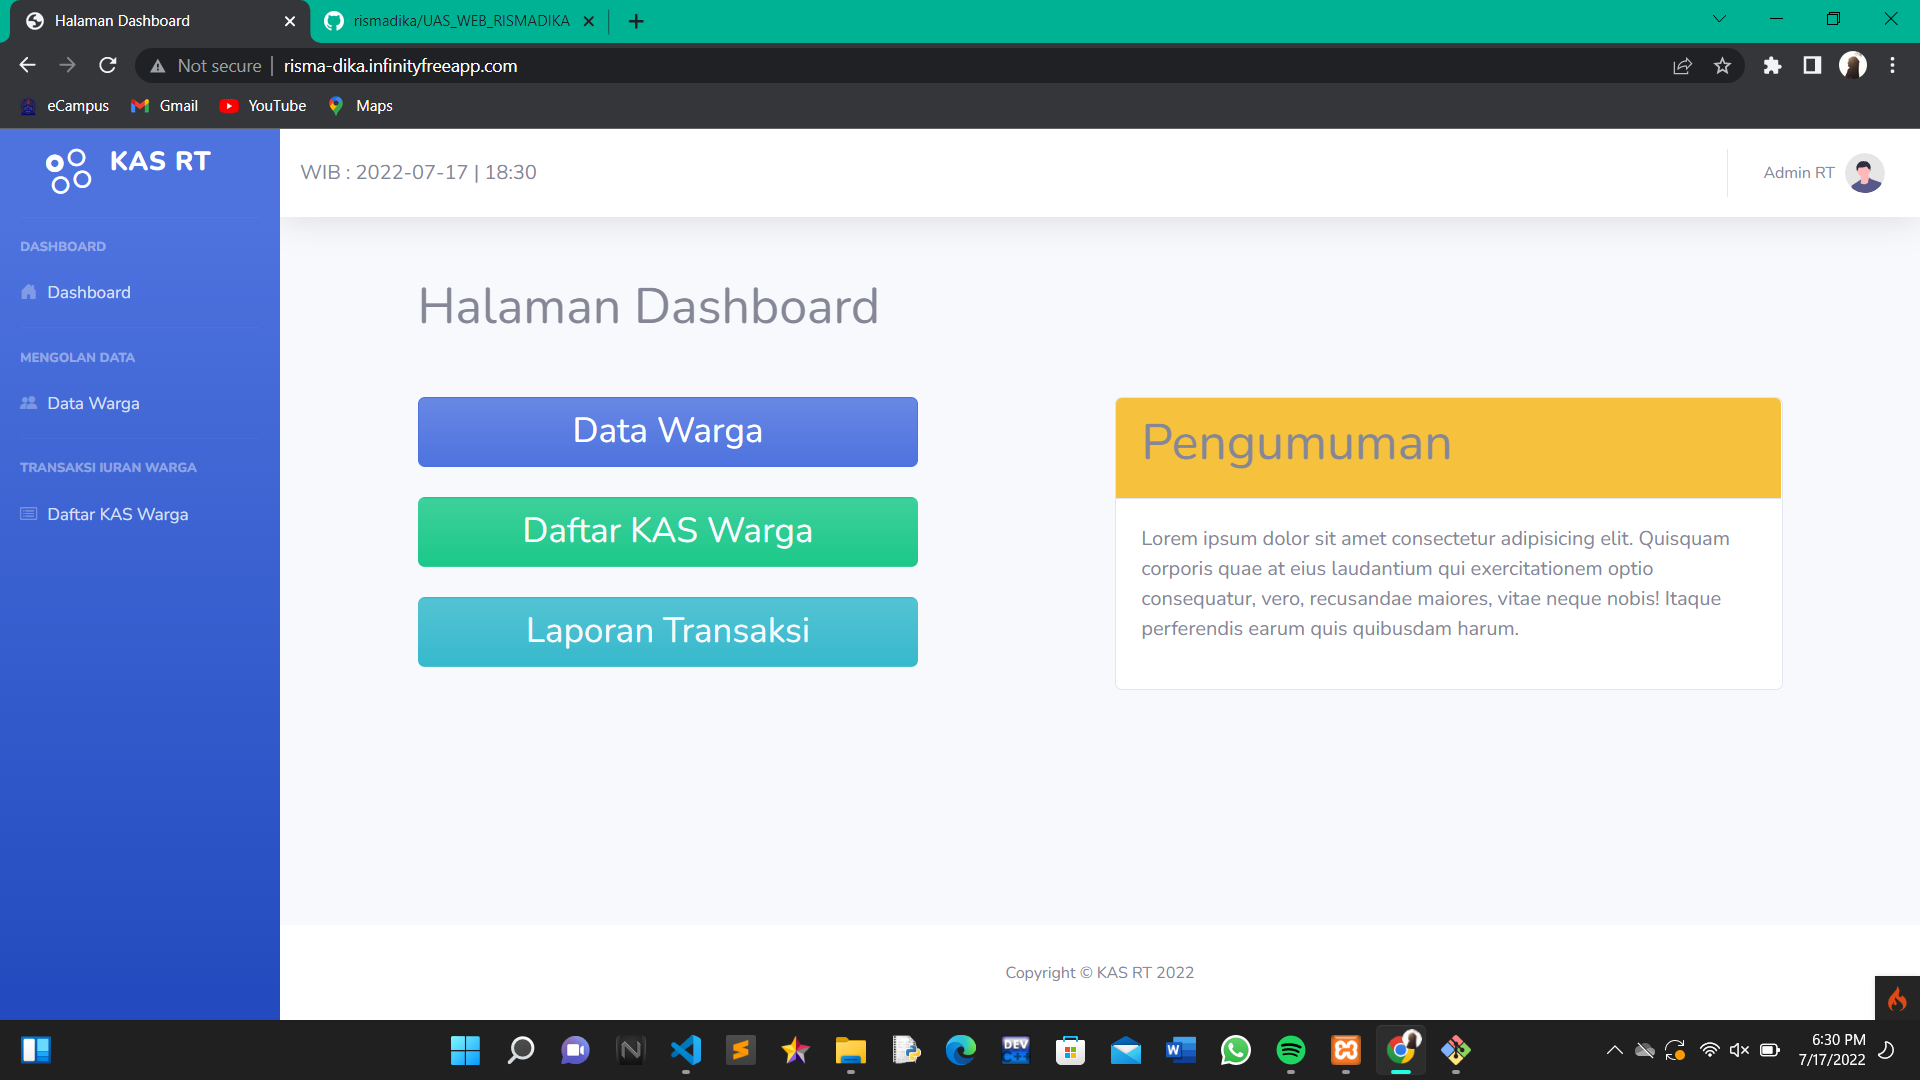 Halaman Dashboard
rismadika/UAS_WEB_RISMADIKA
Not secure
risma-dika.infinityfreeapp.com
eCampus
Gmail
YouTube
Maps
KAS RT
WIB : 2022-07-17 | 18:30
Admin RT
DASHBOARD
Dashboard
MENGOLAN DATA
Data Warga
TRANSAKSI IURAN WARGA
Daftar KAS Warga
Halaman Dashboard
Data Warga
Daftar KAS Warga
Laporan Transaksi
Pengumuman
Lorem ipsum dolor sit amet consectetur adipisicing elit. Quisquam
corporis quae at eius laudantium qui exercitationem optio
consequatur, vero, recusandae maiores, vitae neque nobis! Itaque
perferendis earum quis quibusdam harum.
Copyright © KAS RT 2022
DEV
C++
6:30 PM
7/17/2022